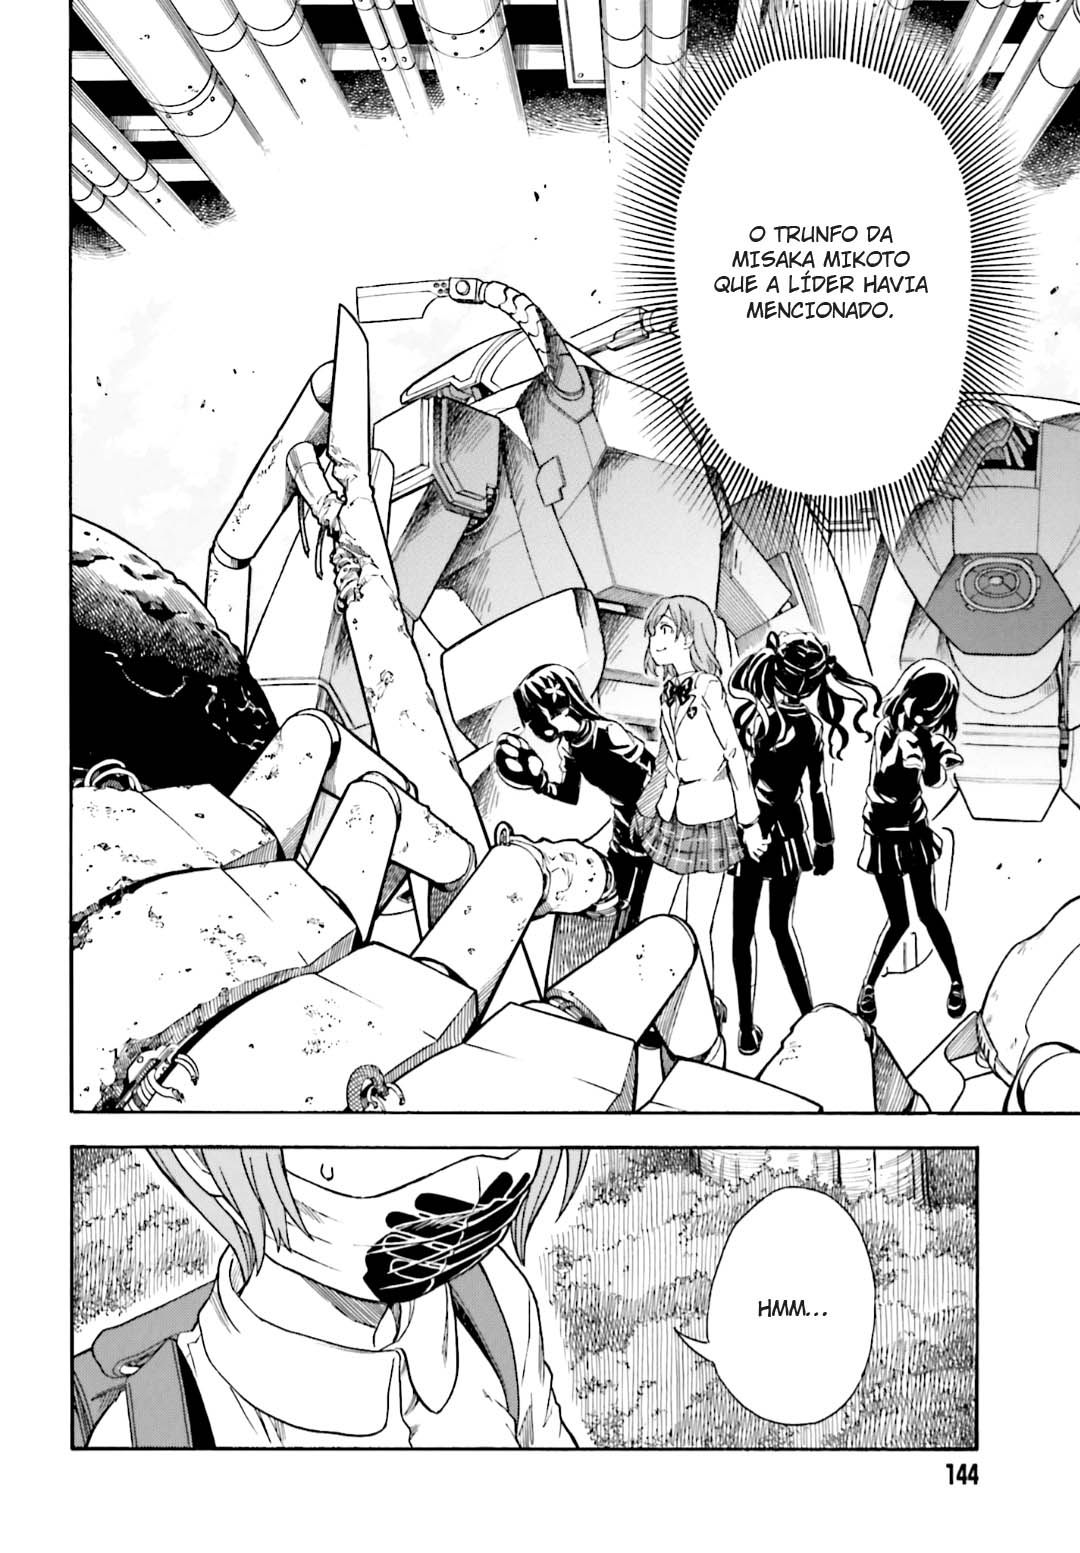 O TRUNFO DA
MISAKA MIKOTO
QUE A LÍDER HAVIA
MENCIONADO.
HMM...
144